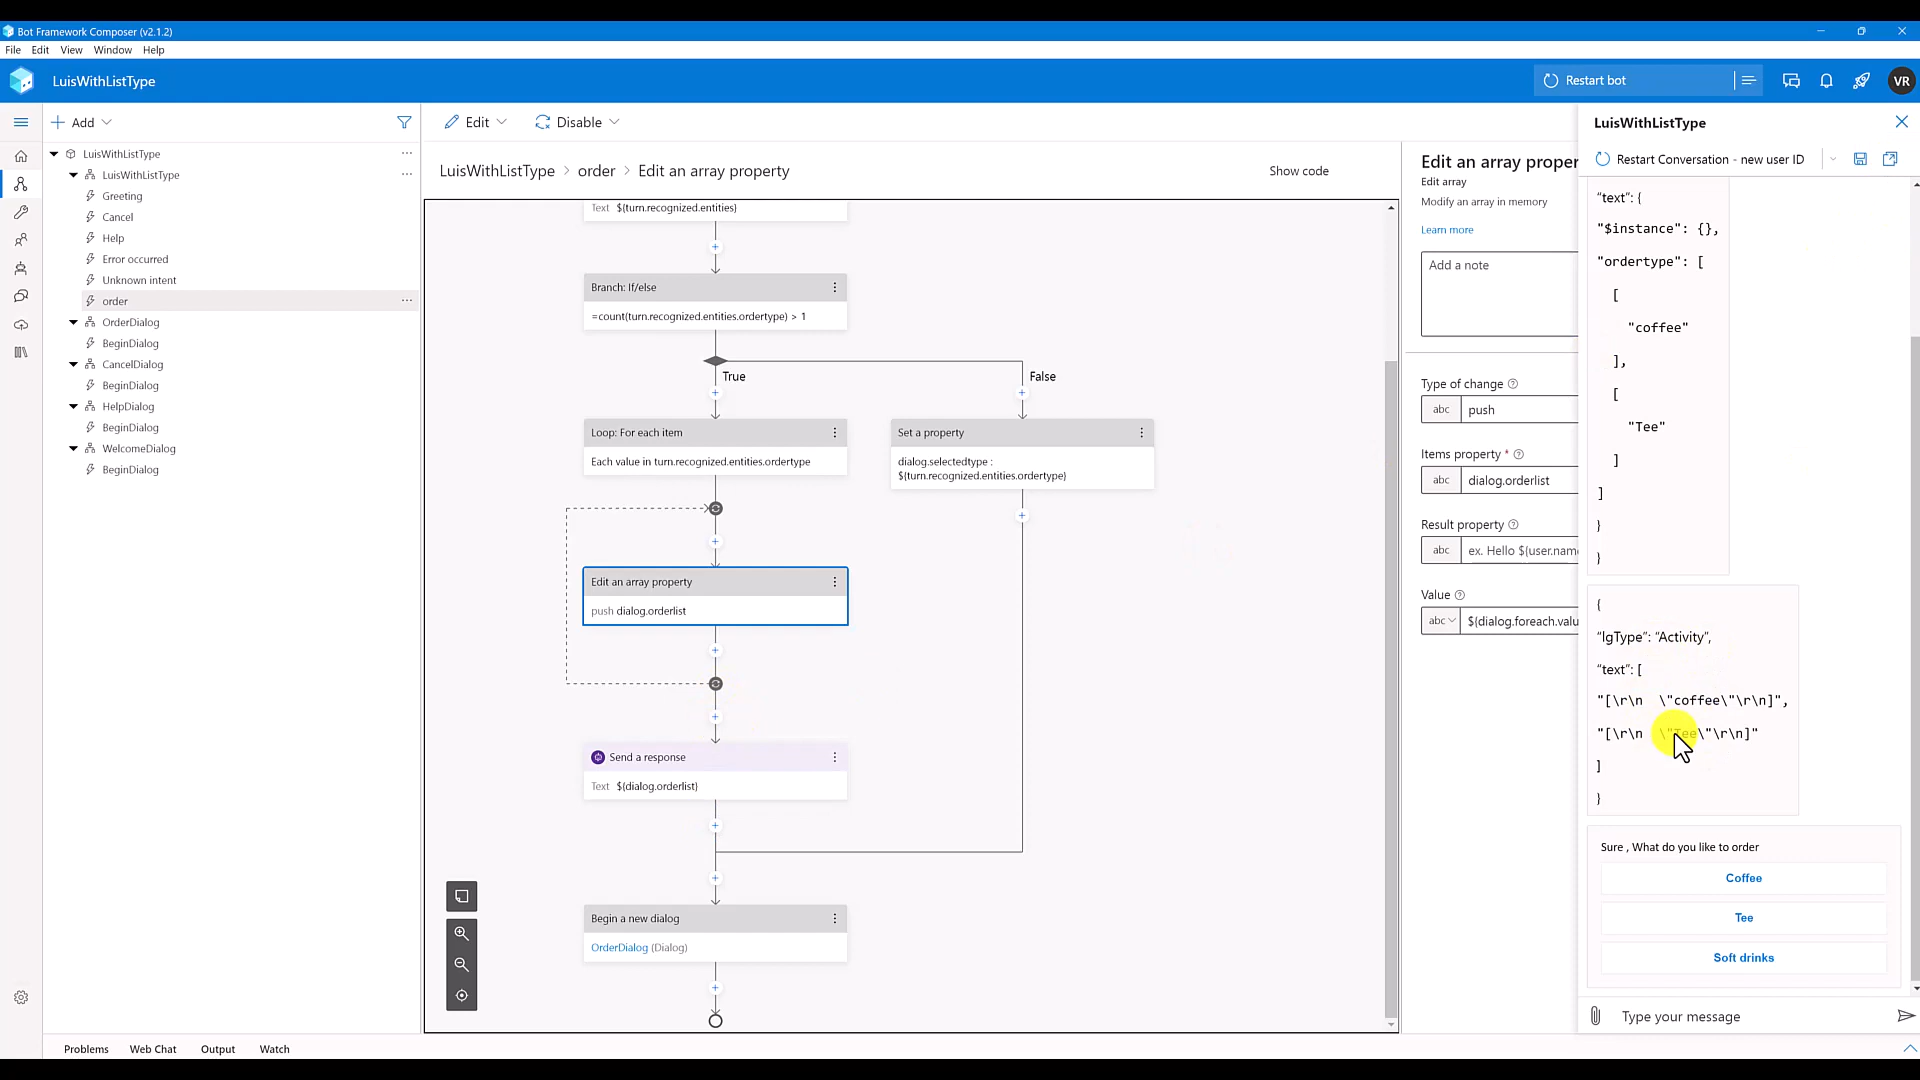 Bot Framework Composer (v2.1.2)
File Edit View Window Help
LuisWithListType
Restart bot
VR
Add
Edit
Disable
LuisWithListType
LuisWithListType
Greeting
Cancel
Help
Error occurred
Unknown intent
order
OrderDialog
BeginDialog
CancelDialog
BeginDialog
HelpDialog
BeginDialog
WelcomeDialog
BeginDialog
LuisWithListType > order > Edit an array property
Show code
Text ${turn.recognized.entities}
Branch: If/else
=count(turn.recognized.entities.ordertype) > 1
True
False
Loop: For each item
Each value in turn.recognized.entities.ordertype
Set a property
dialog.selectedtype :
${turn.recognized.entities.ordertype}
Edit an array property
push dialog.orderlist
Send a response
Text ${dialog.orderlist}
Begin a new dialog
OrderDialog (Dialog)
Edit an array proper
Edit array
Modify an array in memory
Learn more
Add a note
Type of change
abc push
Items property *
abc dialog.orderlist
Result property
abc ex. Hello ${user.nam
Value
abc ${dialog.foreach.valu
LuisWithListType
Restart Conversation - new user ID
"text": {
"$instance": {},
"ordertype": [
[
"coffee"
],
[
"Tee"
]
]
}
}
{
"lgType": "Activity",
"text": [
"[\r\n \"coffee\"\r\n]",
"[\r\n \"Tee\"\r\n]"
]
}
Sure , What do you like to order
Coffee
Tee
Soft drinks
Type your message
Problems Web Chat Output Watch